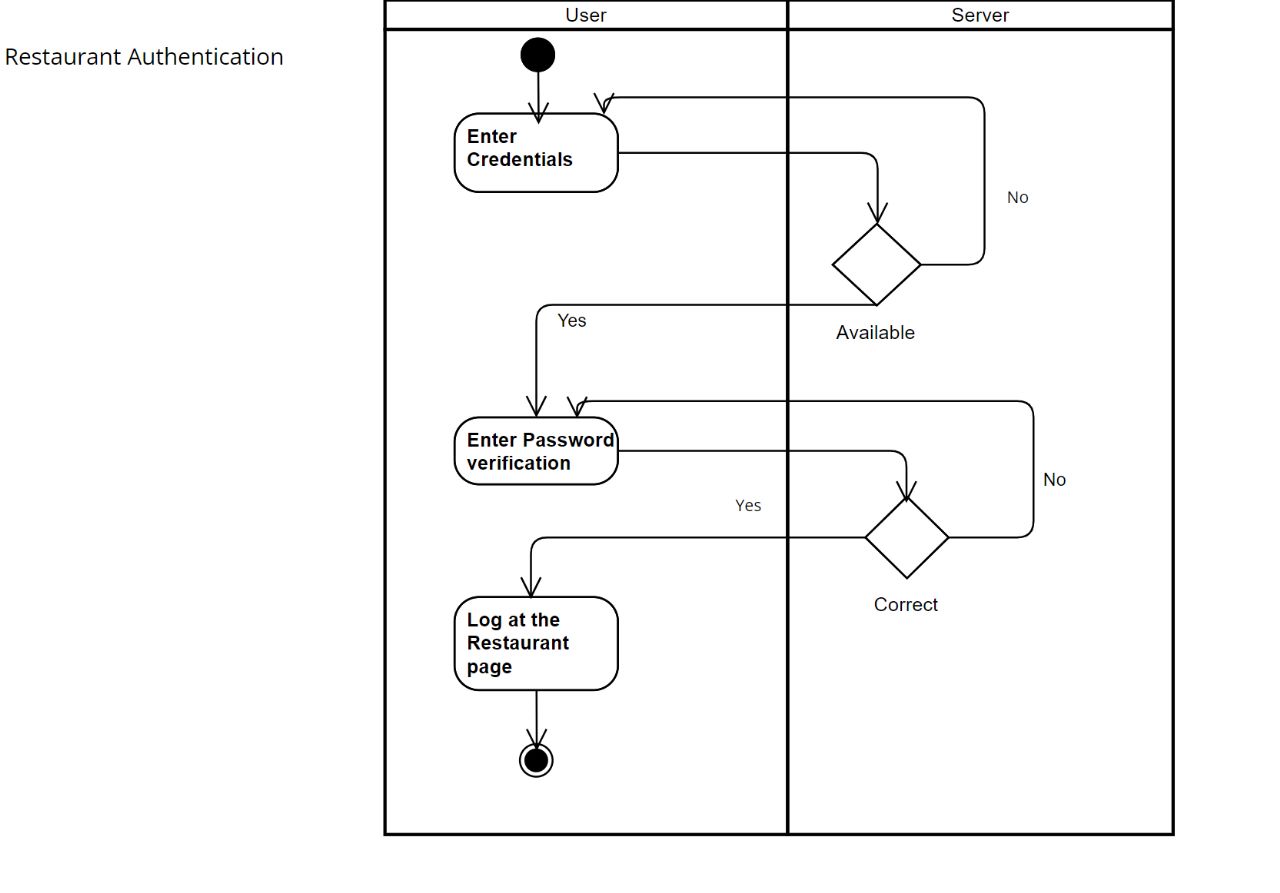 User
Server
Restaurant Authentication
Enter
Credentials
No
Yes
Available
Enter Password
verification
No
Yes
Correct
Log at the
Restaurant
page